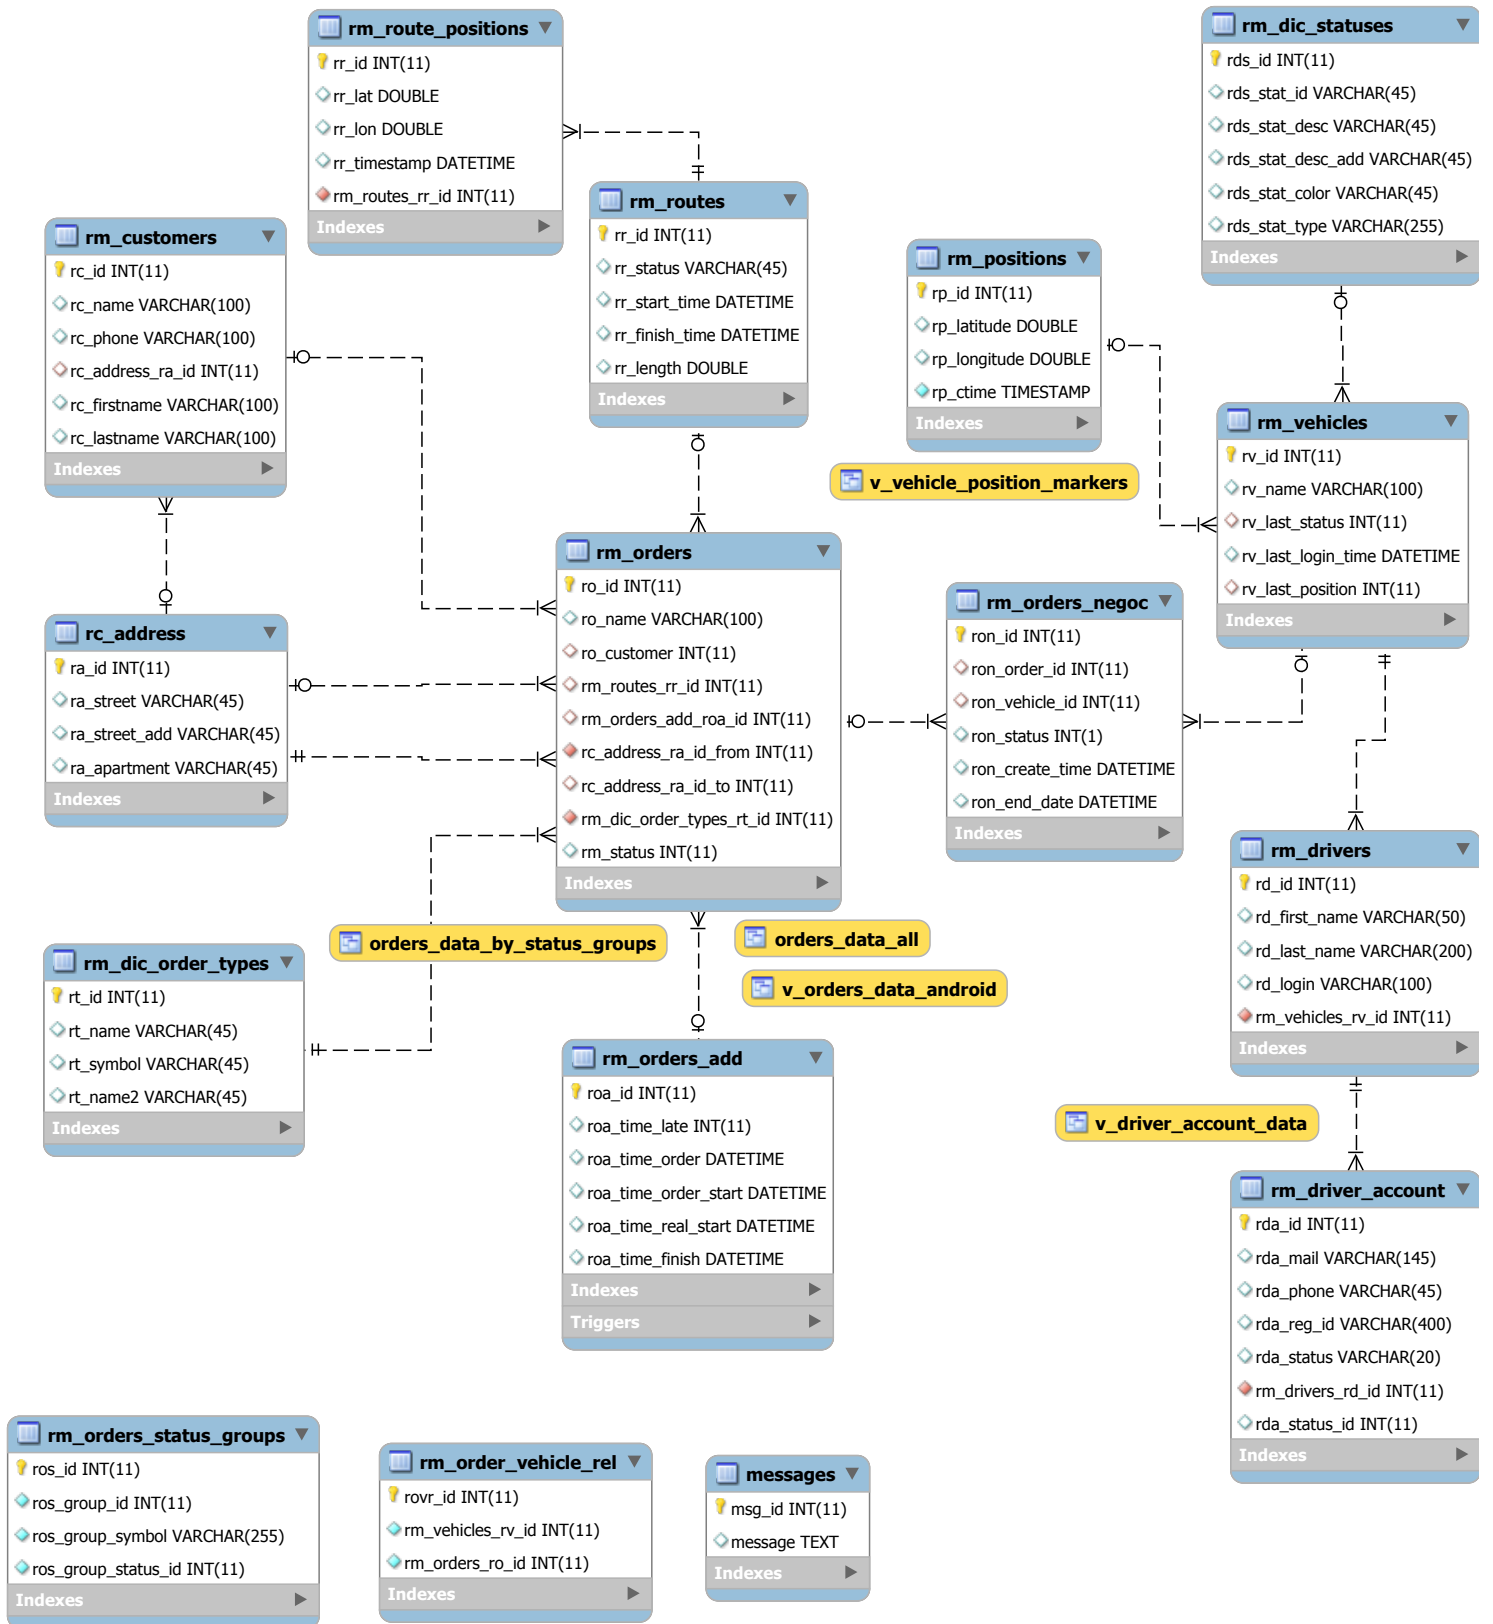 rm_route_positions
rr_id INT(11)
rr_lat DOUBLE
rr_lon DOUBLE
rr_timestamp DATETIME
rm_routes_rr_id INT(11)
Indexes
rm_dic_statuses
rds_id INT(11)
rds_stat_id VARCHAR(45)
rds_stat_desc VARCHAR(45)
rds_stat_desc_add VARCHAR(45)
rds_stat_color VARCHAR(45)
rds_stat_type VARCHAR(255)
Indexes
rm_routes
rr_id INT(11)
rr_status VARCHAR(45)
rr_start_time DATETIME
rr_finish_time DATETIME
rr_length DOUBLE
Indexes
rm_customers
rc_id INT(11)
rc_name VARCHAR(100)
rc_phone VARCHAR(100)
rc_address_ra_id INT(11)
rc_firstname VARCHAR(100)
rc_lastname VARCHAR(100)
Indexes
rm_positions
rp_id INT(11)
rp_latitude DOUBLE
rp_longitude DOUBLE
rp_ctime TIMESTAMP
Indexes
v_vehicle_position_markers
rm_vehicles
rv_id INT(11)
rv_name VARCHAR(100)
rv_last_status INT(11)
rv_last_login_time DATETIME
rv_last_position INT(11)
Indexes
rm_orders
ro_id INT(11)
ro_name VARCHAR(100)
ro_customer INT(11)
rm_routes_rr_id INT(11)
rm_orders_add_roa_id INT(11)
rc_address_ra_id_from INT(11)
rc_address_ra_id_to INT(11)
rm_dic_order_types_rt_id INT(11)
rm_status INT(11)
Indexes
rm_orders_negoc
ron_id INT(11)
ron_order_id INT(11)
ron_vehicle_id INT(11)
ron_status INT(1)
ron_create_time DATETIME
ron_end_date DATETIME
Indexes
rc_address
ra_id INT(11)
ra_street VARCHAR(45)
ra_street_add VARCHAR(45)
ra_apartment VARCHAR(45)
Indexes
rm_drivers
rd_id INT(11)
rd_first_name VARCHAR(50)
rd_last_name VARCHAR(200)
rd_login VARCHAR(100)
rm_vehicles_rv_id INT(11)
Indexes
orders_data_by_status_groups
orders_data_all
v_orders_data_android
rm_dic_order_types
rt_id INT(11)
rt_name VARCHAR(45)
rt_symbol VARCHAR(45)
rt_name2 VARCHAR(45)
Indexes
rm_orders_add
roa_id INT(11)
roa_time_late INT(11)
roa_time_order DATETIME
roa_time_order_start DATETIME
roa_time_real_start DATETIME
roa_time_finish DATETIME
Indexes
Triggers
v_driver_account_data
rm_driver_account
rda_id INT(11)
rda_mail VARCHAR(145)
rda_phone VARCHAR(45)
rda_reg_id VARCHAR(400)
rda_status VARCHAR(20)
rm_drivers_rd_id INT(11)
rda_status_id INT(11)
Indexes
rm_orders_status_groups
ros_id INT(11)
ros_group_id INT(11)
ros_group_symbol VARCHAR(255)
ros_group_status_id INT(11)
Indexes
rm_order_vehicle_rel
rovr_id INT(11)
rm_vehicles_rv_id INT(11)
rm_orders_ro_id INT(11)
Indexes
messages
msg_id INT(11)
message TEXT
Indexes